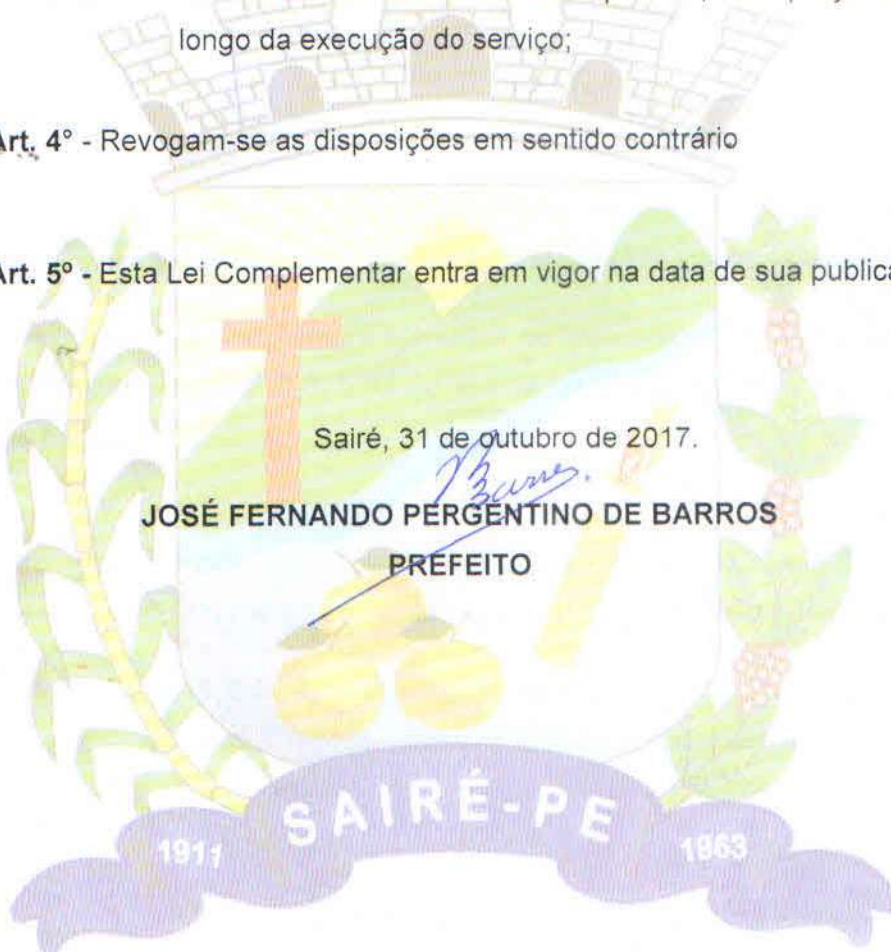 longo da execução do serviço;
Art. 4° - Revogam-se as disposições em sentido contrário
Art. 5º - Esta Lei Complementar entra em vigor na data de sua publica
Sairé, 31 de outubro de 2017.
Barros.
JOSÉ FERNANDO PERGENTINO DE BARROS
PREFEITO
SAIRÉ-PE
1911
1963